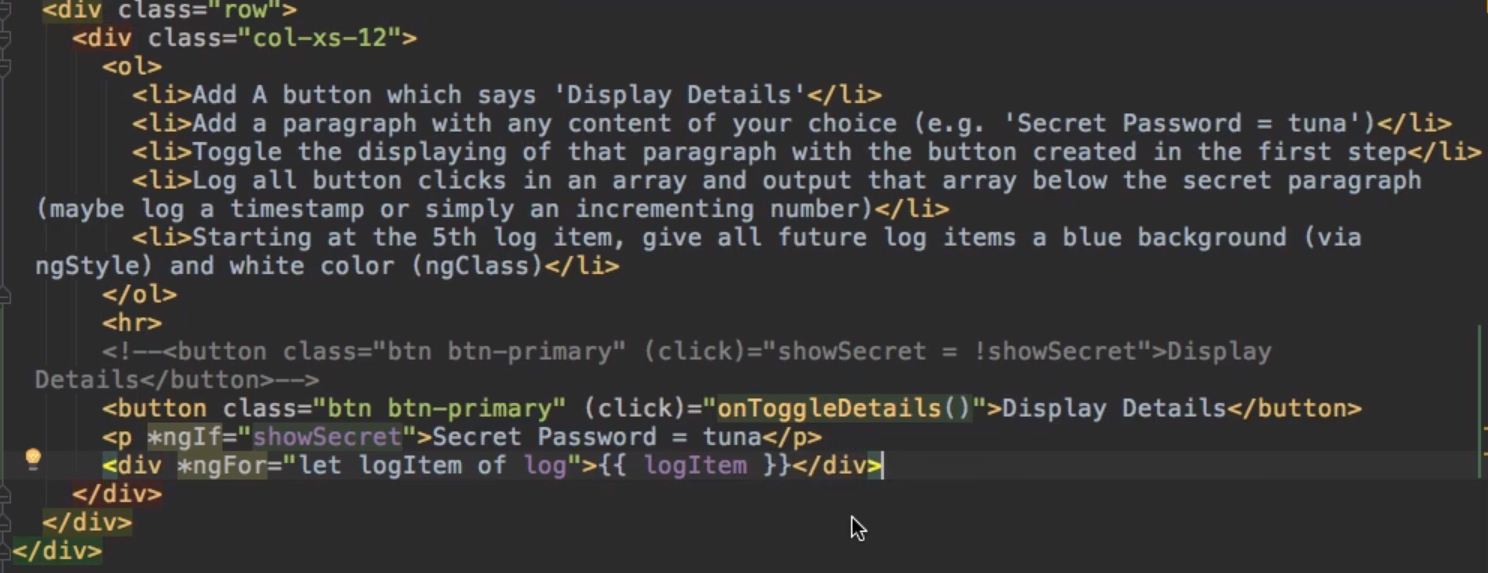 <div class="row">
<div class="col-xs-12">
<ol>
<li>Add A button which says 'Display Details'</li>
<li>Add a paragraph with any content of your choice (e.g. 'Secret Password = tuna')</li>
<li>Toggle the displaying of that paragraph with the button created in the first step</li>
<li>Log all button clicks in an array and output that array below the secret paragraph
(maybe log a timestamp or simply an incrementing number)</li>
<li>Starting at the 5th log item, give all future log items a blue background (via
ngStyle) and white color (ngClass)</li>
</ol>
<hr>
<!--<button class="btn btn-primary" (click)="showSecret = !showSecret">Display
Details</button>-->
<button class="btn btn-primary" (click)="onToggleDetails()">Display Details</button>
<p *ngIf="showSecret">Secret Password = tuna</p>
<div *ngFor="let logItem of log">{{ logItem }}</div>
</div>
</div>
</div>